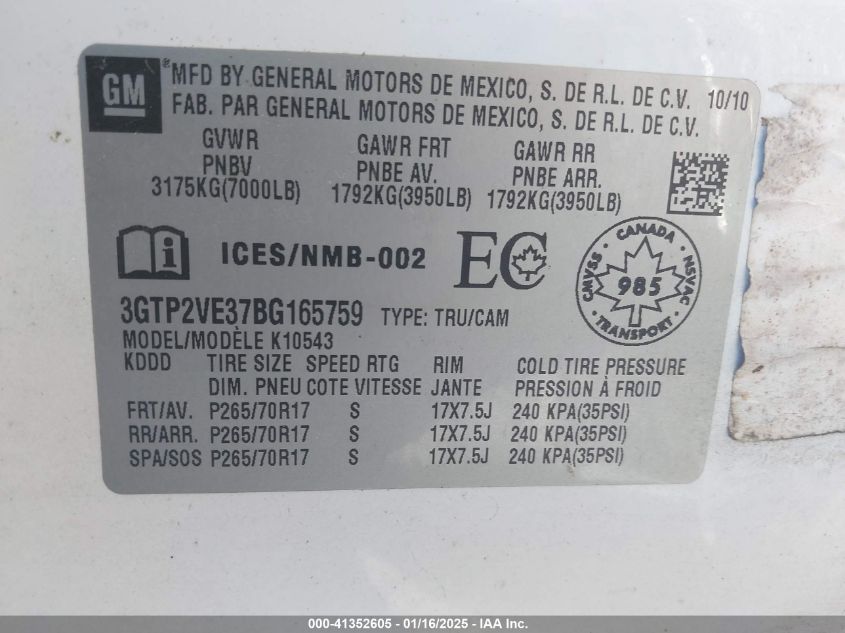 GM
®MFD BY GENERAL MOTORS DE MEXICO, S. DE R.L. DE C.V. 10/10
FAB. PAR GENERAL MOTORS DE MEXICO, S. DE R.L. DE C.V.
GVWR GAWR FRT GAWR RR
PNBV PNBE AV. PNBE ARR.
3175KG(7000LB) 1792KG(3950LB) 1792KG(3950LB)
i ICES/NMB-002 EC
CANADA
CMVSS 985 NSVAC
TRANSPORT
3GTP2VE37BG165759 TYPE: TRU/CAM
MODEL/MODÈLE K10543
KDDD TIRE SIZE SPEED RTG RIM COLD TIRE PRESSURE
DIM. PNEU COTE VITESSE JANTE PRESSION À FROID
FRT/AV. P265/70R17 S 17X7.5J 240 KPA(35PSI)
RR/ARR. P265/70R17 S 17X7.5J 240 KPA(35PSI)
SPA/SOS P265/70R17 S 17X7.5J 240 KPA(35PSI)
000-41352605 - 01/16/2025 - IAA Inc.